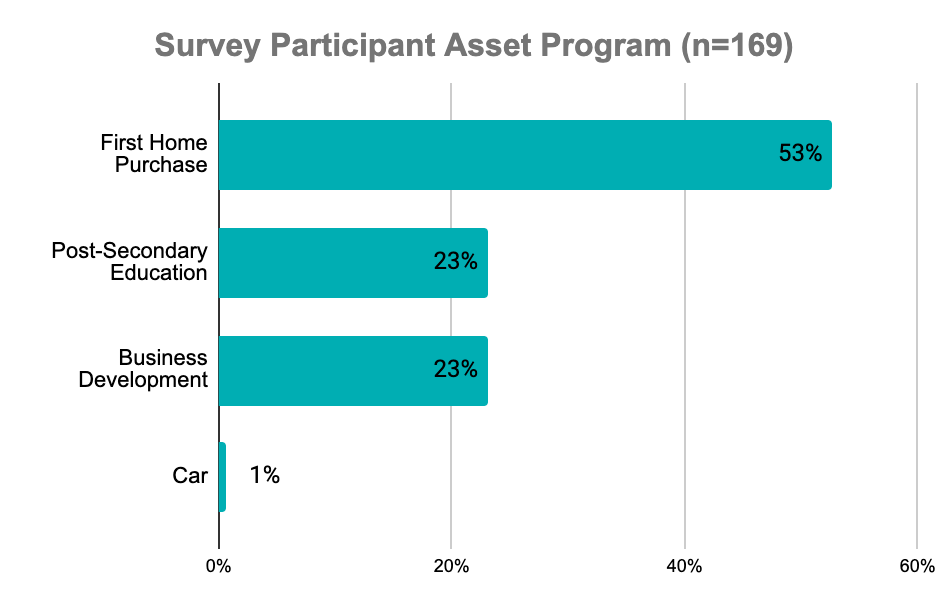 Survey Participant Asset Program (n=169)
First Home
Purchase
53%
Post-Secondary
Education
23%
Business
Development
23%
Car
1%
0%
20%
40%
60%